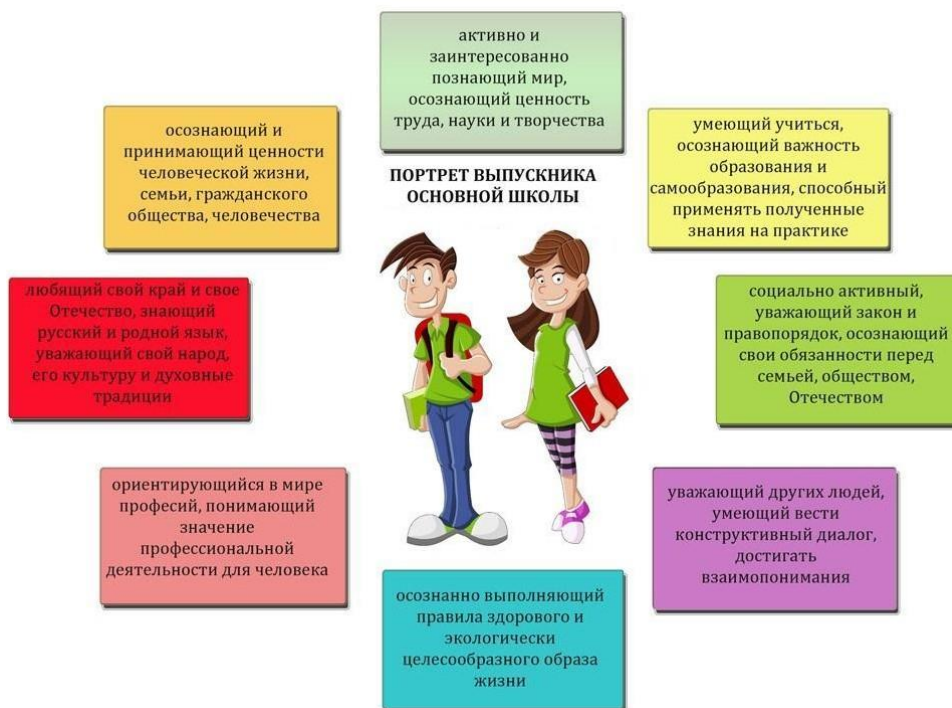 активно и
заинтересованно
познающий мир,
осознающий ценность
труда, науки и творчества
осознающий и
принимающий ценности
человеческой жизни,
семьи, гражданского
общества, человечества
ПОРТРЕТ ВЫПУСКНИКА
ОСНОВНОЙ ШКОЛЫ
умеющий учиться,
осознающий важность
образования и
самообразования, способный
применять полученные
знания на практике
любящий свой край и свое
Отечество, знающий
русский и родной язык,
уважающий свой народ,
его культуру и духовные
традиции
социально активный,
уважающий закон и
правопорядок, осознающий
свои обязанности перед
семьей, обществом,
Отечеством
ориентирующийся в мире
професий, понимающий
значение
профессиональной
деятельности для человека
уважающий других людей,
умеющий вести
конструктивный диалог,
достигать
взаимопонимания
осознанно выполняющий
правила здорового и
экологически
целесообразного образа
жизни